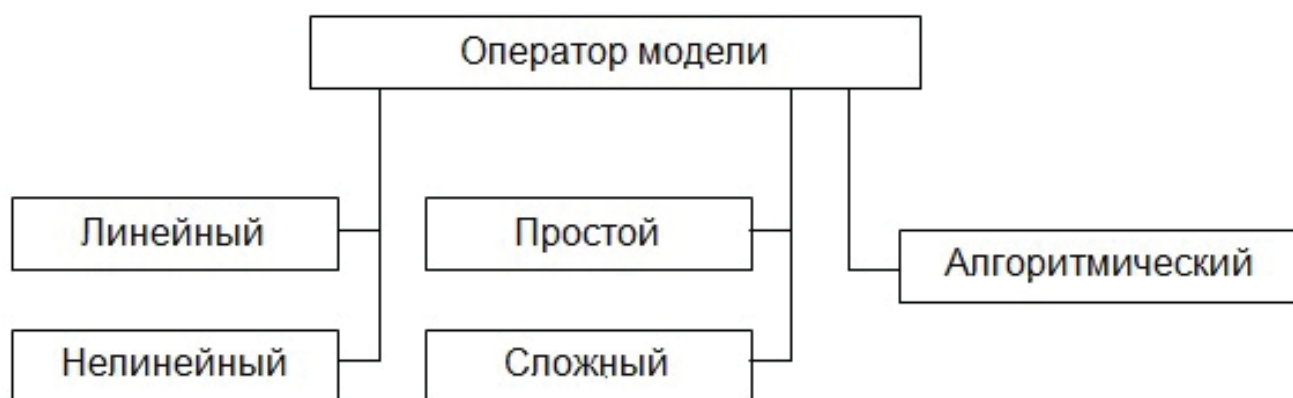 Оператор модели
Линейный
Простой
Алгоритмический
Нелинейный
Сложный